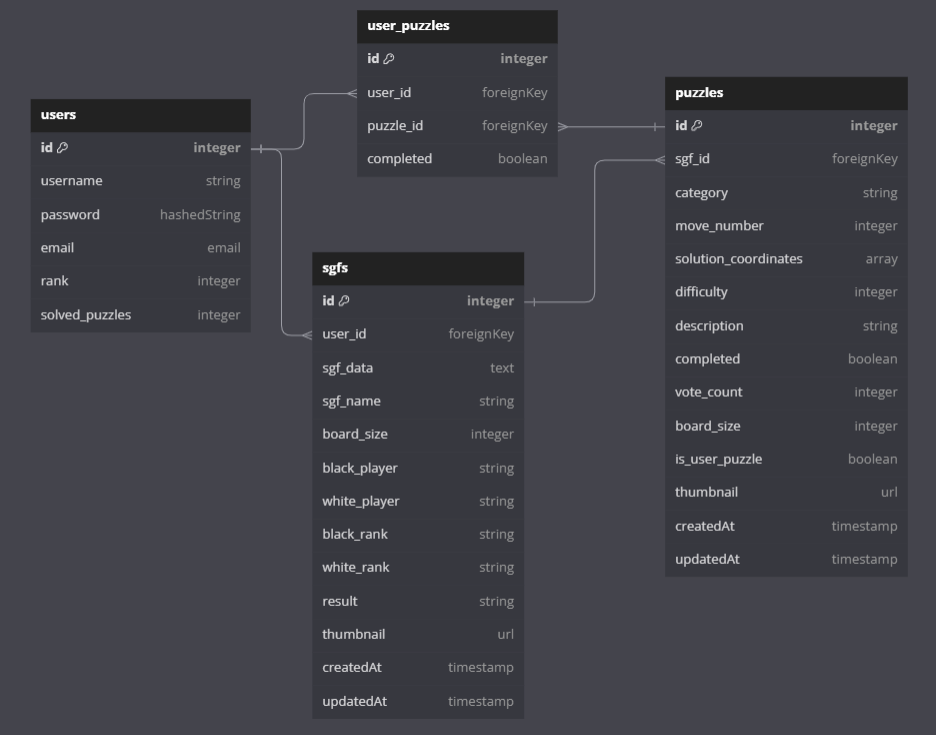 user_puzzles
id integer
user_id foreignKey
puzzle_id foreignKey
completed boolean
users
id integer
username string
password hashedString
email email
rank integer
solved_puzzles integer
sgfs
id integer
user_id foreignKey
sgf_data text
sgf_name string
board_size integer
black_player string
white_player string
black_rank string
white_rank string
result string
thumbnail url
createdAt timestamp
updatedAt timestamp
puzzles
id integer
sgf_id foreignKey
category string
move_number integer
solution_coordinates array
difficulty integer
description string
completed boolean
vote_count integer
board_size integer
is_user_puzzle boolean
thumbnail url
createdAt timestamp
updatedAt timestamp